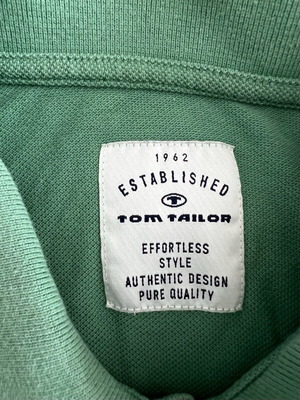 1962
ESTABLISHED
T
TOM TAILOR
EFFORTLESS
STYLE
AUTHENTIC DESIGN
PURE QUALITY